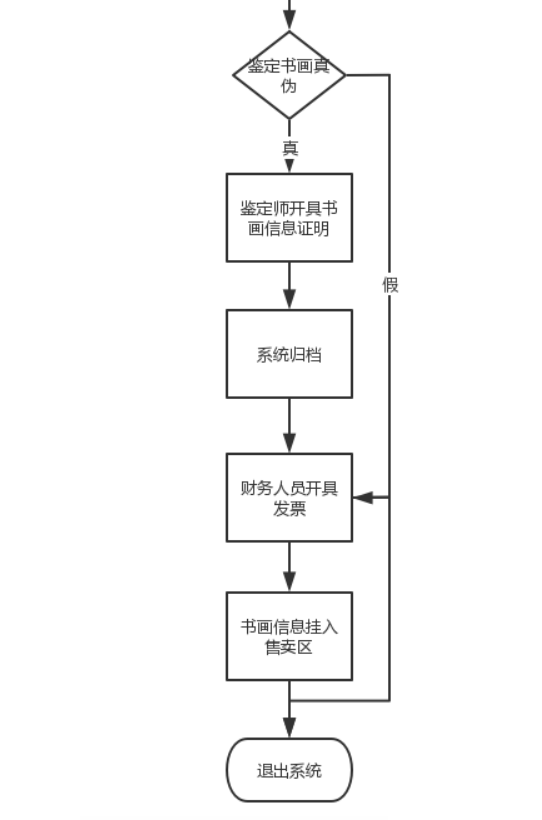 鉴定书画真
伪
真
鉴定师开具书
画信息证明
假
系统归档
财务人员开具
发票
书画信息挂入
售卖区
退出系统